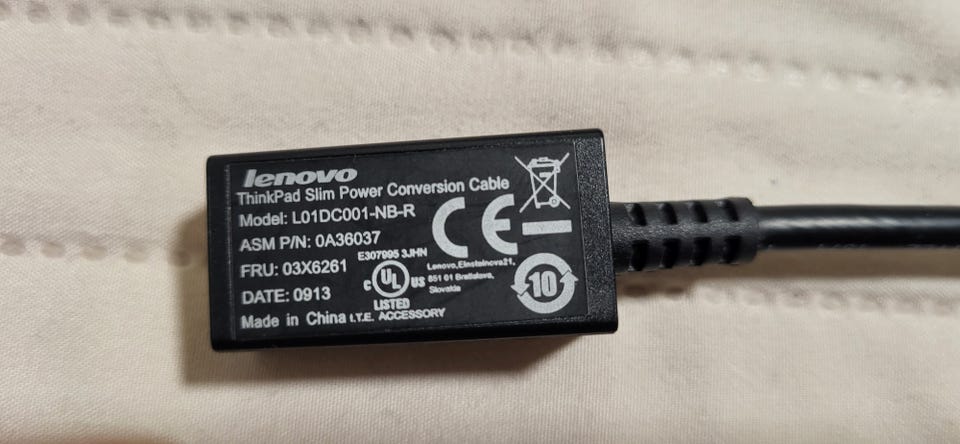 lenovo
ThinkPad Slim Power Conversion Cable
Model: L01DC001-NB-R
ASM P/N: 0A36037
FRU: 03X6261
DATE: 0913
Made in China
E307995 3JHN
c UL US
LISTED
I.T.E. ACCESSORY
CE
Lenovo,Einsteinova21,
851 01 Bratislava,
Slovakia
10